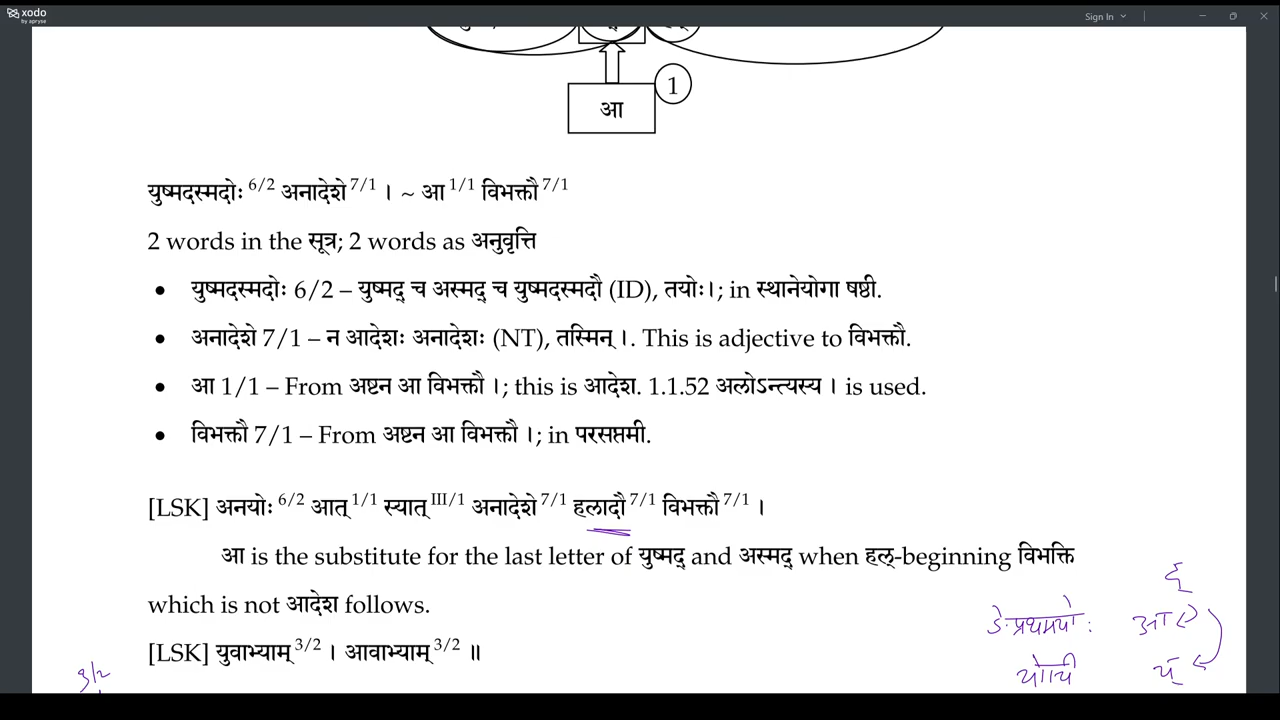 xodo
by apryse
Sign In
1
आ
युष्मदस्मदोः 6/2 अनादेशे 7/1 । ~ आ 1/1 विभक्तौ 7/1
2 words in the सूत्र; 2 words as अनुवृत्ति
• युष्मदस्मदोः 6/2 – युष्मद् च अस्मद् च युष्मदस्मदौ (ID), तयोः।; in स्थानेयोगा षष्ठी.
• अनादेशे 7/1 – न आदेशः अनादेशः (NT), तस्मिन् ।. This is adjective to विभक्तौ.
• आ 1/1 – From अष्टन आ विभक्तौ ।; this is आदेश. 1.1.52 अलोऽन्त्यस्य । is used.
• विभक्तौ 7/1 – From अष्टन आ विभक्तौ ।; in परसप्तमी.
[LSK] अनयोः 6/2 आत् 1/1 स्यात् III/1 अनादेशे 7/1 हलादौ 7/1 विभक्तौ 7/1 ।
आ is the substitute for the last letter of युष्मद् and अस्मद् when हल्-beginning विभक्ति
which is not आदेश follows.
[LSK] युवाभ्याम् 3/2 । आवाभ्याम् 3/2 ॥
द्
ङेप्रथमयोः आ
योचि य्
3/2